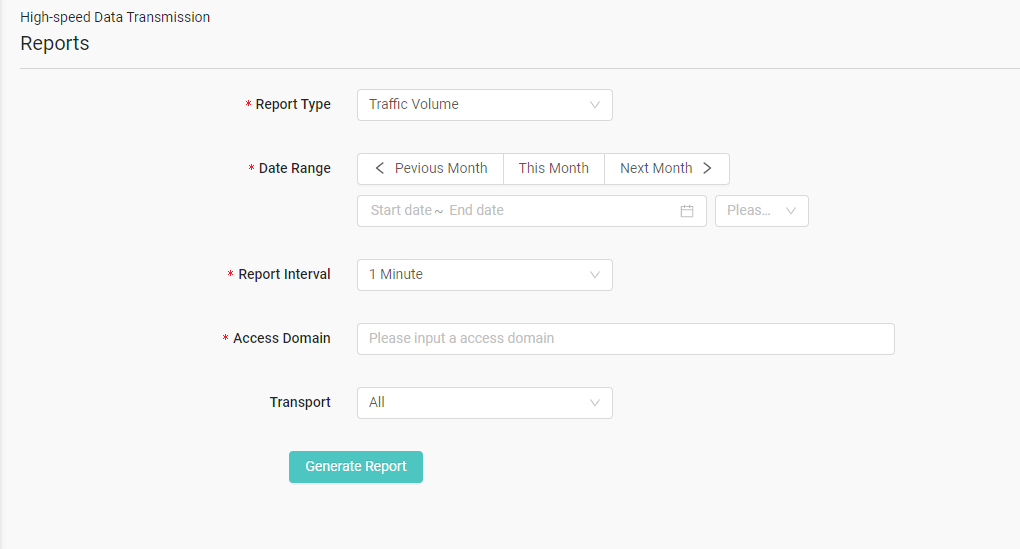 High-speed Data Transmission
Reports
* Report Type Traffic Volume
* Date Range Pevious Month This Month Next Month
Start date ~ End date Pleas...
* Report Interval 1 Minute
* Access Domain Please input a access domain
Transport All
Generate Report